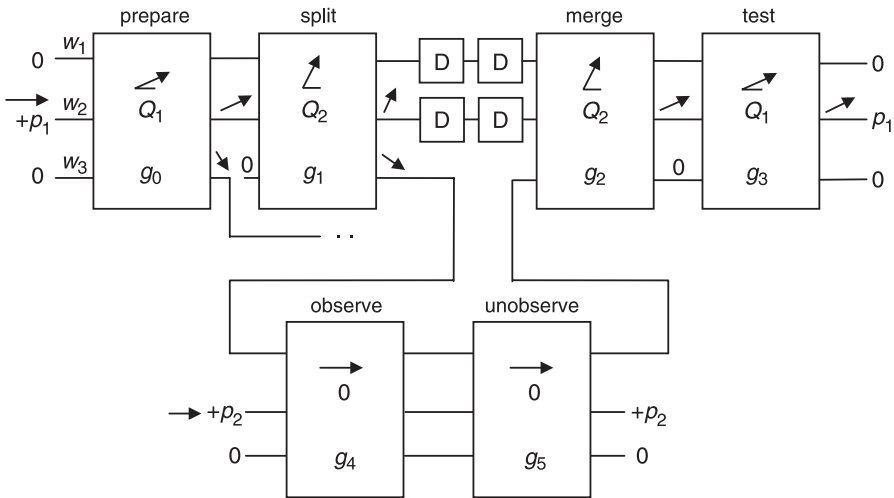 prepare split merge test
0 w1 D D 0
Q1 Q2 Q2 Q1
+p1 w2 D D p1
0 w3 g0 0 g1 g2 0 g3 0
. .
observe unobserve
0 0
+p2 +p2
0 g4 g5 0